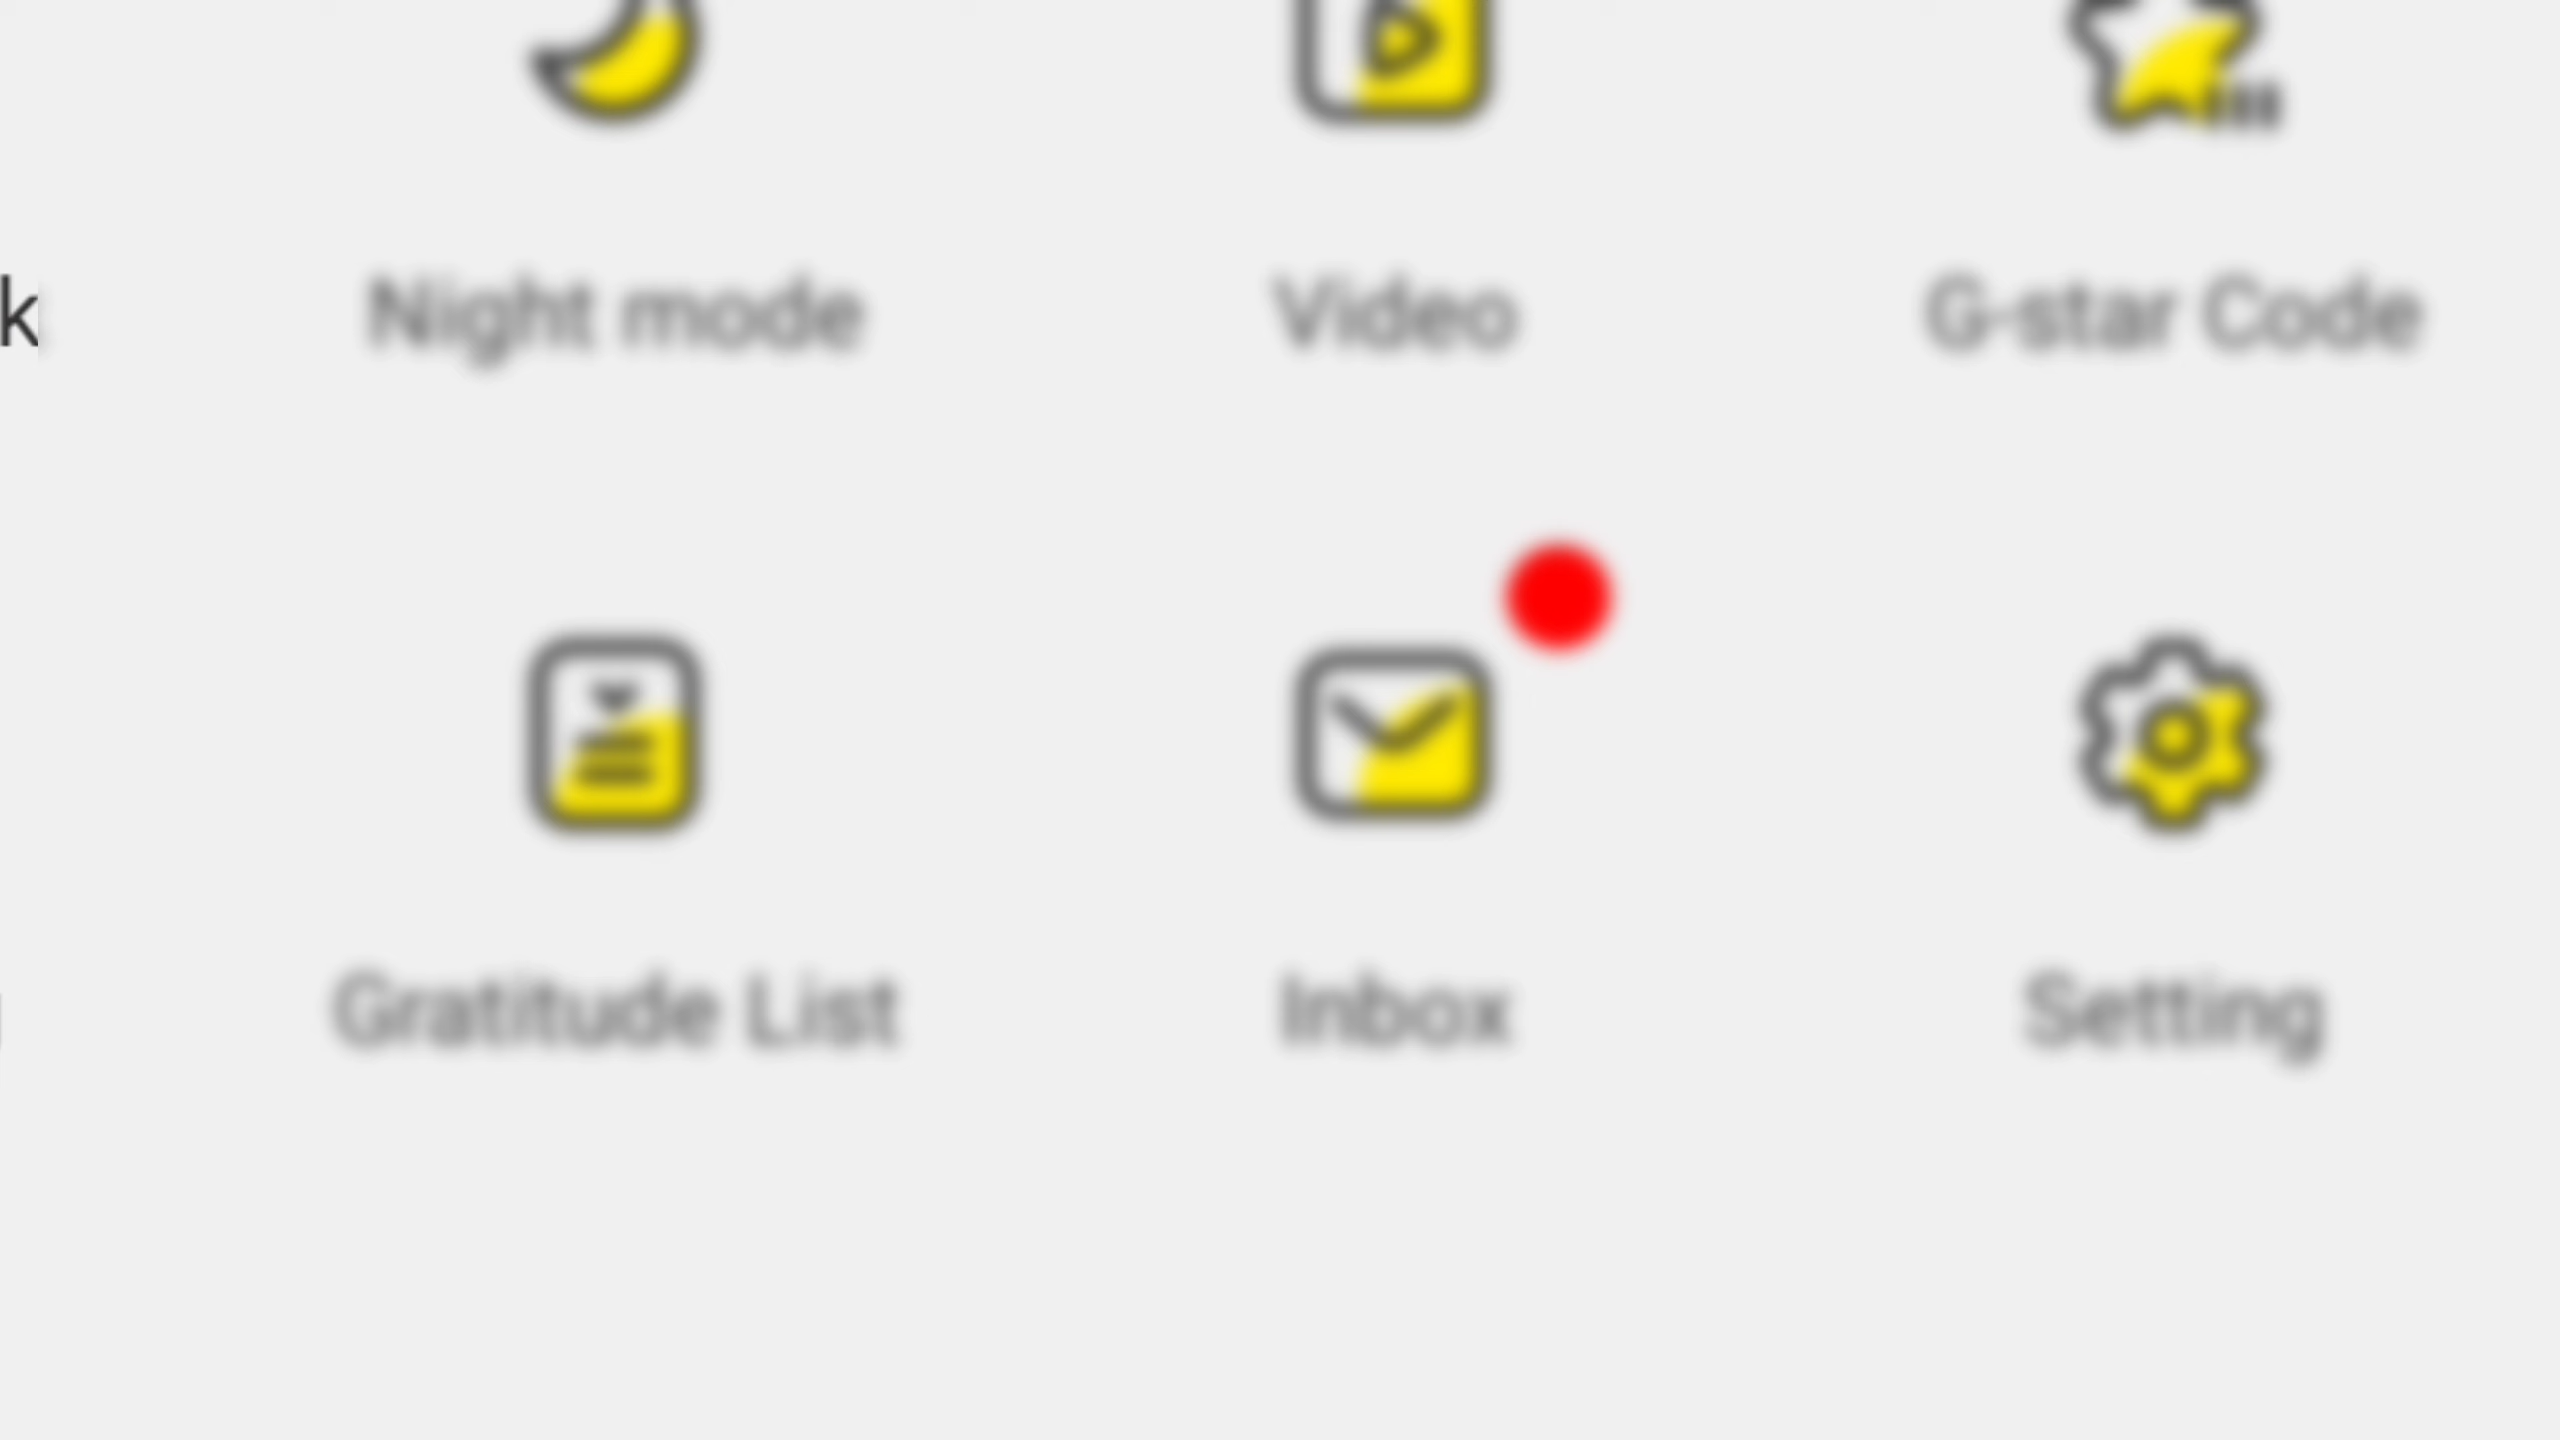 k
Night mode
Video
G-star Code
Gratitude List
Inbox
Setting